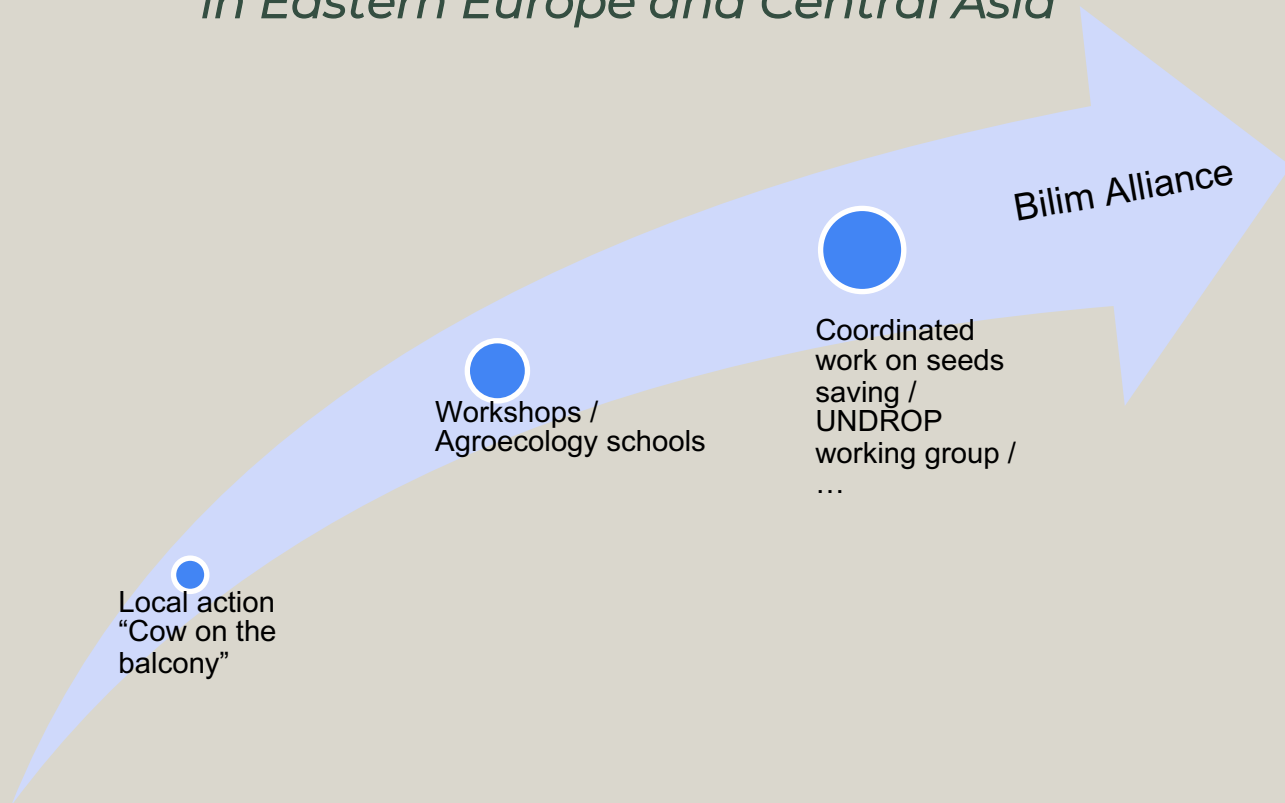 in Eastern Europe and Central Asia
Bilim Alliance
Coordinated
work on seeds
saving /
UNDROP
working group /
…
Workshops /
Agroecology schools
Local action
“Cow on the
balcony”